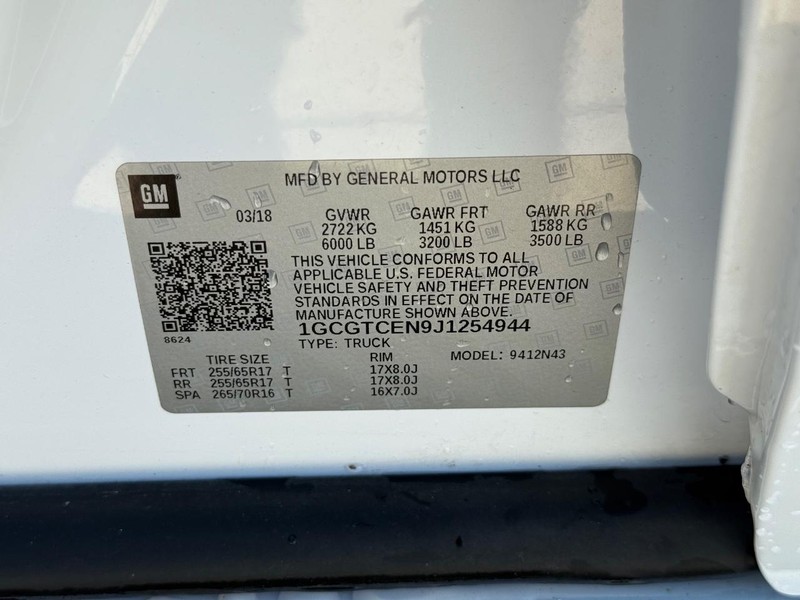 GM
MFD BY GENERAL MOTORS LLC
03/18 GVWR GAWR FRT GAWR RR
2722 KG 1451 KG 1588 KG
6000 LB 3200 LB 3500 LB
THIS VEHICLE CONFORMS TO ALL
APPLICABLE U.S. FEDERAL MOTOR
VEHICLE SAFETY AND THEFT PREVENTION
STANDARDS IN EFFECT ON THE DATE OF
MANUFACTURE SHOWN ABOVE.
1GCGTCEN9J1254944
8624
TYPE: TRUCK MODEL: 9412N43
TIRE SIZE RIM
FRT 255/65R17 T 17X8.0J
RR 255/65R17 T 17X8.0J
SPA 265/70R16 T 16X7.0J